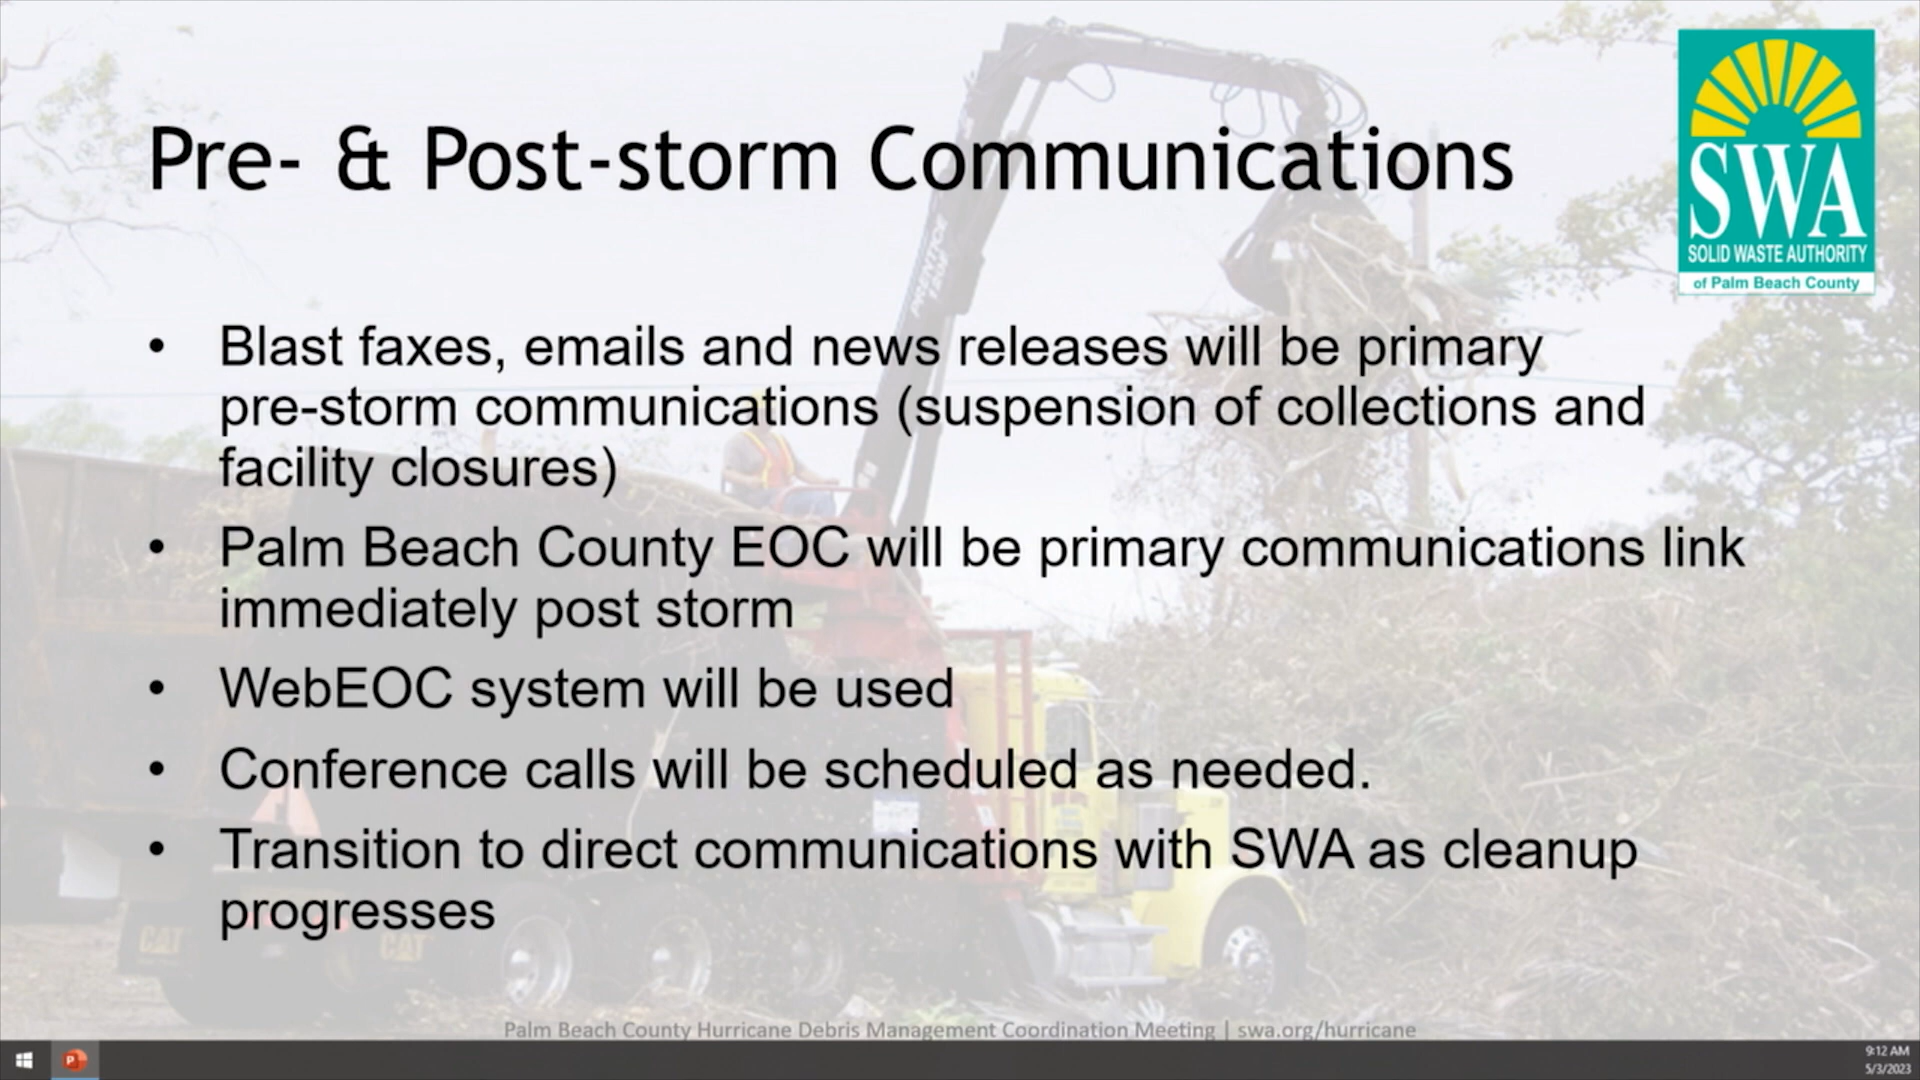 Pre- & Post-storm Communications
SWA
SOLID WASTE AUTHORITY
of Palm Beach County
• Blast faxes, emails and news releases will be primary
pre-storm communications (suspension of collections and
facility closures)
• Palm Beach County EOC will be primary communications link
immediately post storm
• WebEOC system will be used
• Conference calls will be scheduled as needed.
• Transition to direct communications with SWA as cleanup
progresses
PRENTICE
CAT
CAT
Palm Beach County Hurricane Debris Management Coordination Meeting | swa.org/hurricane
9:12 AM
5/3/2023